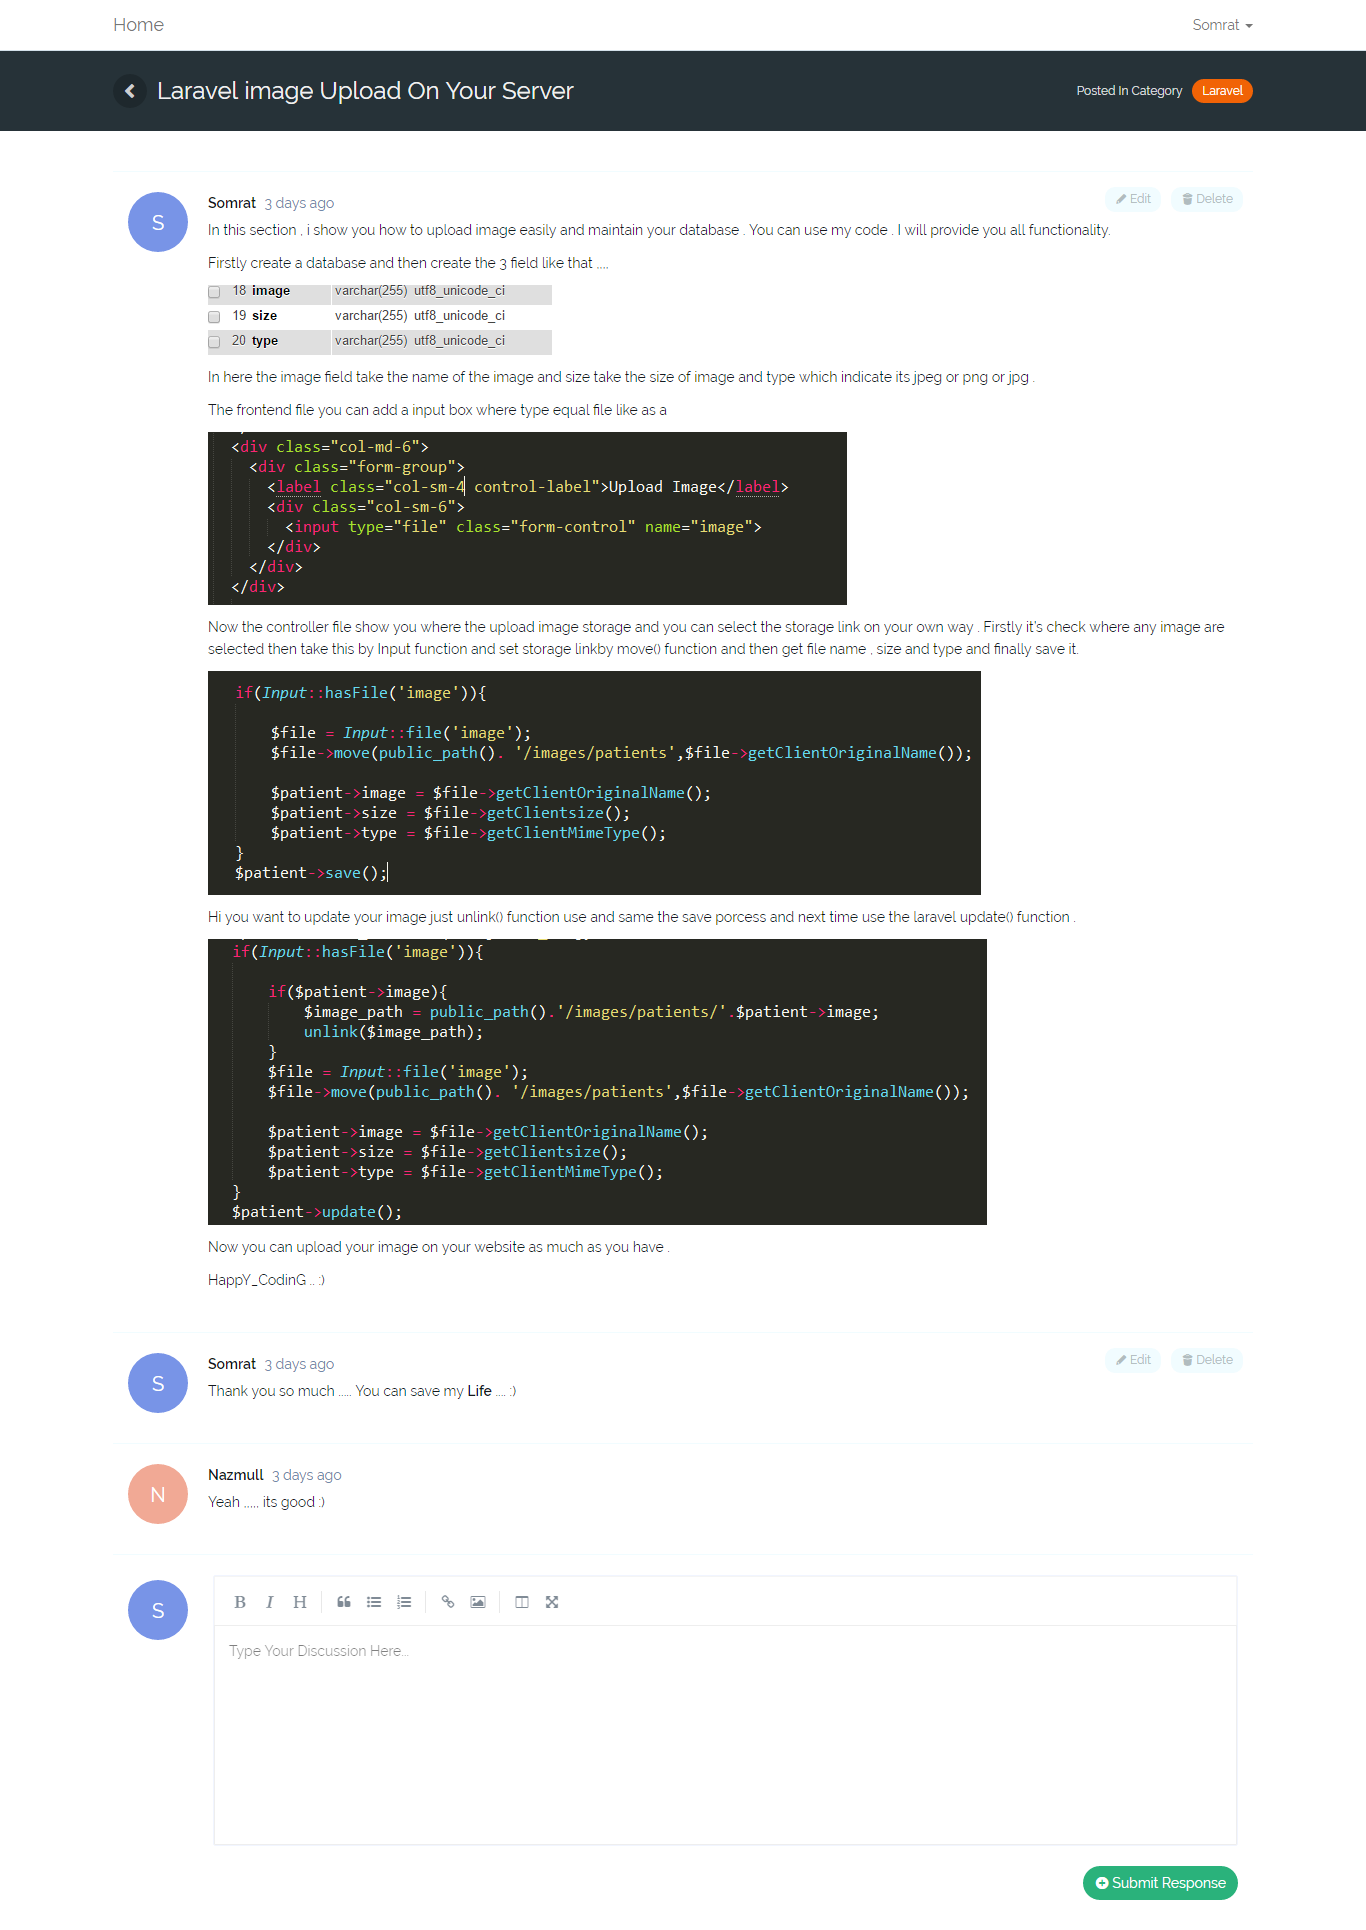 Home
Somrat
Laravel image Upload On Your Server
Posted In Category Laravel
Somrat 3 days ago
Edit Delete
In this section , i show you how to upload image easily and maintain your database . You can use my code . I will provide you all functionality.
Firstly create a database and then create the 3 field like that ....
18 image varchar(255) utf8_unicode_ci
19 size varchar(255) utf8_unicode_ci
20 type varchar(255) utf8_unicode_ci
In here the image field take the name of the image and size take the size of image and type which indicate its jpeg or png or jpg .
The frontend file you can add a input box where type equal file like as a
<div class="col-md-6">
<div class="form-group">
<label class="col-sm-4 control-label">Upload Image</label>
<div class="col-sm-6">
<input type="file" class="form-control" name="image">
</div>
</div>
</div>
Now the controller file show you where the upload image storage and you can select the storage link on your own way . Firstly it's check where any image are
selected then take this by Input function and set storage linkby move() function and then get file name , size and type and finally save it.
if(Input::hasFile('image')){
$file = Input::file('image');
$file->move(public_path(). '/images/patients',$file->getClientOriginalName());
$patient->image = $file->getClientOriginalName();
$patient->size = $file->getClientsize();
$patient->type = $file->getClientMimeType();
}
$patient->save();
Hi you want to update your image just unlink() function use and same the save porcess and next time use the laravel update() function .
if(Input::hasFile('image')){
if($patient->image){
$image_path = public_path().'/images/patients/'.$patient->image;
unlink($image_path);
}
$file = Input::file('image');
$file->move(public_path(). '/images/patients',$file->getClientOriginalName());
$patient->image = $file->getClientOriginalName();
$patient->size = $file->getClientsize();
$patient->type = $file->getClientMimeType();
}
$patient->update();
Now you can upload your image on your website as much as you have .
HappY_CodinG .. :)
Somrat 3 days ago
Edit Delete
S
Thank you so much ..... You can save my Life .... :)
Nazmull 3 days ago
N
Yeah ,,,,, its good :)
S
B I H
Type Your Discussion Here...
Submit Response